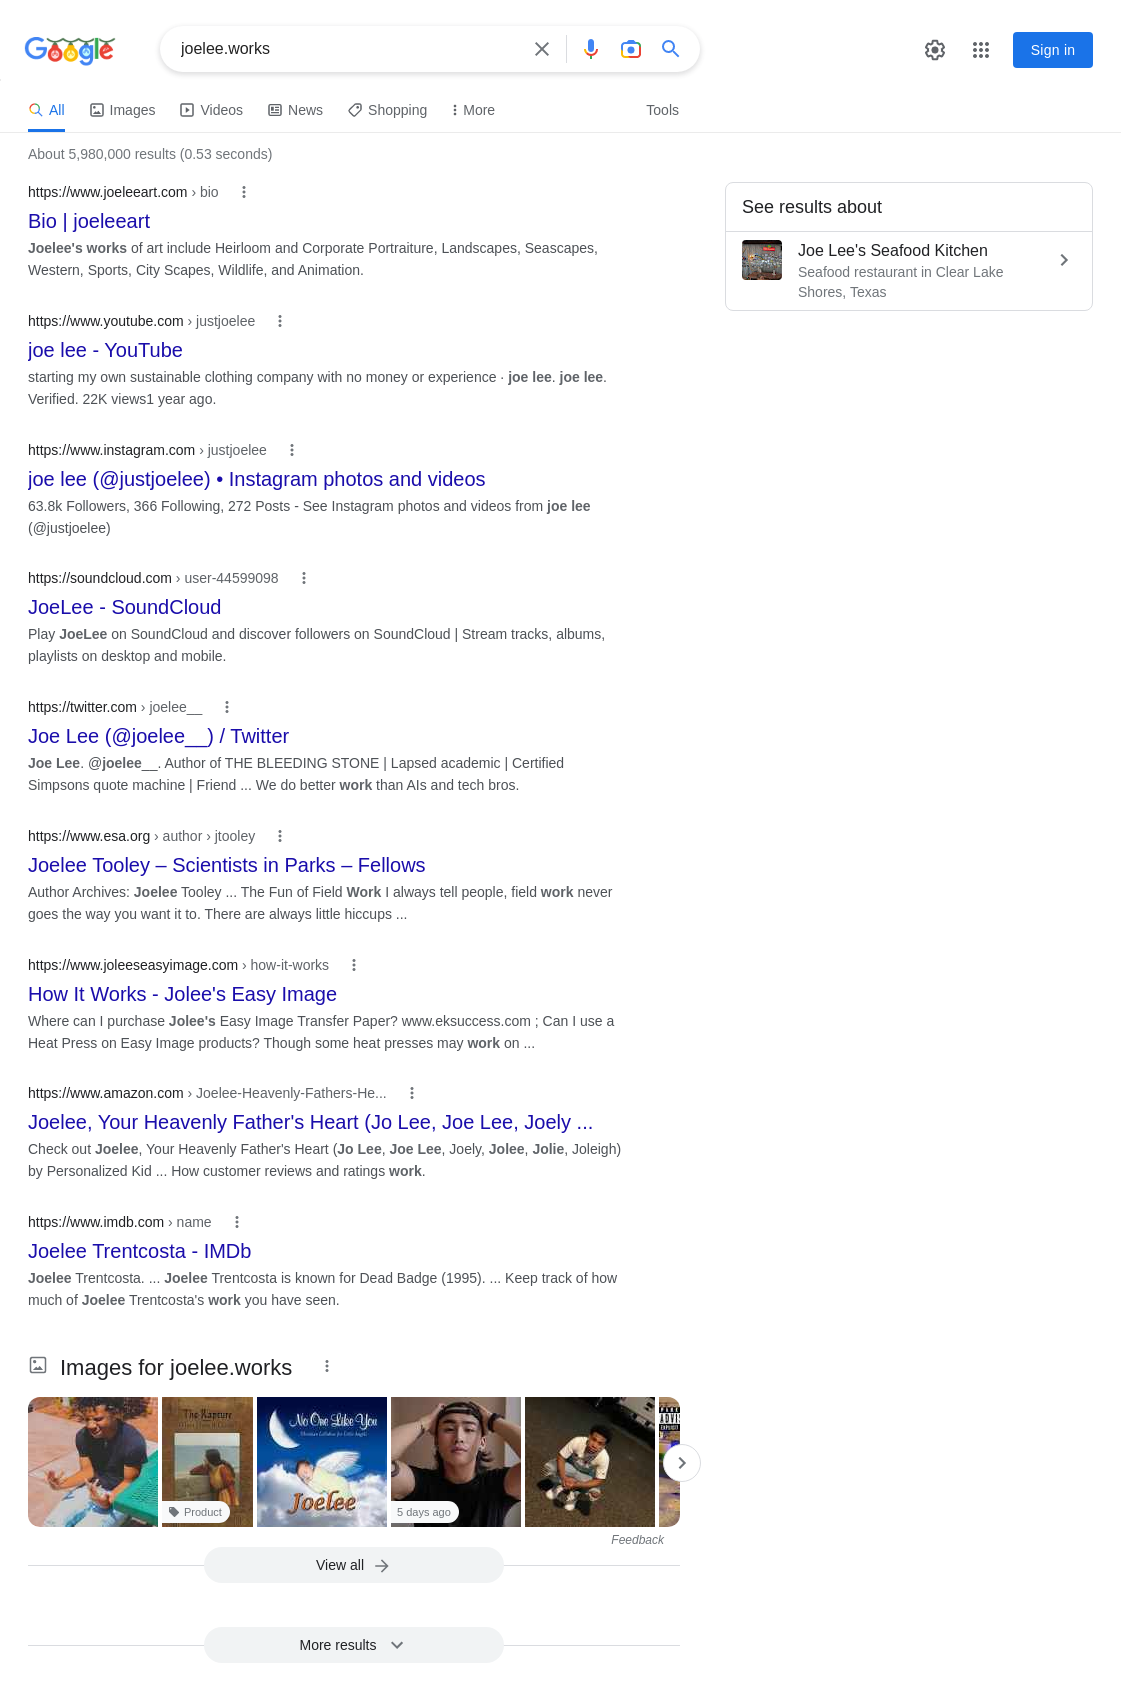 Google
joelee.works
Sign in
All
Images
Videos
News
Shopping
More
Tools
About 5,980,000 results (0.53 seconds)
https://www.joeleeart.com › bio
Bio | joeleeart
Joelee's works of art include Heirloom and Corporate Portraiture, Landscapes, Seascapes,
Western, Sports, City Scapes, Wildlife, and Animation.
https://www.youtube.com › justjoelee
joe lee - YouTube
starting my own sustainable clothing company with no money or experience · joe lee. joe lee.
Verified. 22K views1 year ago.
https://www.instagram.com › justjoelee
joe lee (@justjoelee) • Instagram photos and videos
63.8k Followers, 366 Following, 272 Posts - See Instagram photos and videos from joe lee
(@justjoelee)
https://soundcloud.com › user-44599098
JoeLee - SoundCloud
Play JoeLee on SoundCloud and discover followers on SoundCloud | Stream tracks, albums,
playlists on desktop and mobile.
https://twitter.com › joelee__
Joe Lee (@joelee__) / Twitter
Joe Lee. @joelee__. Author of THE BLEEDING STONE | Lapsed academic | Certified
Simpsons quote machine | Friend ... We do better work than AIs and tech bros.
https://www.esa.org › author › jtooley
Joelee Tooley – Scientists in Parks – Fellows
Author Archives: Joelee Tooley ... The Fun of Field Work I always tell people, field work never
goes the way you want it to. There are always little hiccups ...
https://www.joleeseasyimage.com › how-it-works
How It Works - Jolee's Easy Image
Where can I purchase Jolee's Easy Image Transfer Paper? www.eksuccess.com ; Can I use a
Heat Press on Easy Image products? Though some heat presses may work on ...
https://www.amazon.com › Joelee-Heavenly-Fathers-He...
Joelee, Your Heavenly Father's Heart (Jo Lee, Joe Lee, Joely ...
Check out Joelee, Your Heavenly Father's Heart (Jo Lee, Joe Lee, Joely, Jolee, Jolie, Joleigh)
by Personalized Kid ... How customer reviews and ratings work.
https://www.imdb.com › name
Joelee Trentcosta - IMDb
Joelee Trentcosta. ... Joelee Trentcosta is known for Dead Badge (1995). ... Keep track of how
much of Joelee Trentcosta's work you have seen.
See results about
Joe Lee's Seafood Kitchen
Seafood restaurant in Clear Lake
Shores, Texas
Images for joelee.works
The Rapture
Product
No One Like You
Joelee
5 days ago
Feedback
View all
More results